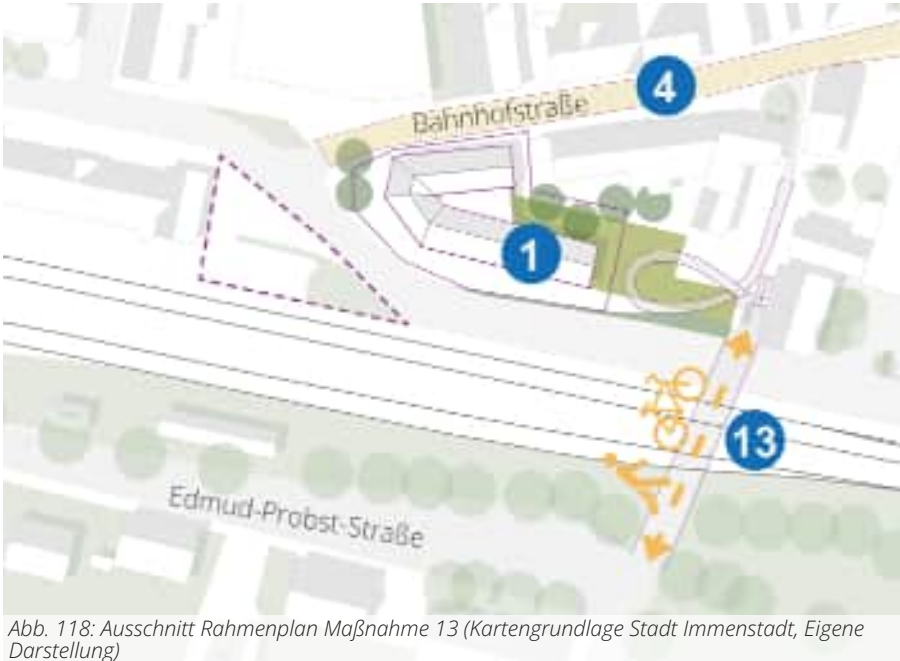 4
Bahnhofstraße
1
13
Edmud-Probst-Straße
Abb. 118: Ausschnitt Rahmenplan Maßnahme 13 (Kartengrundlage Stadt Immenstadt, Eigene
Darstellung)